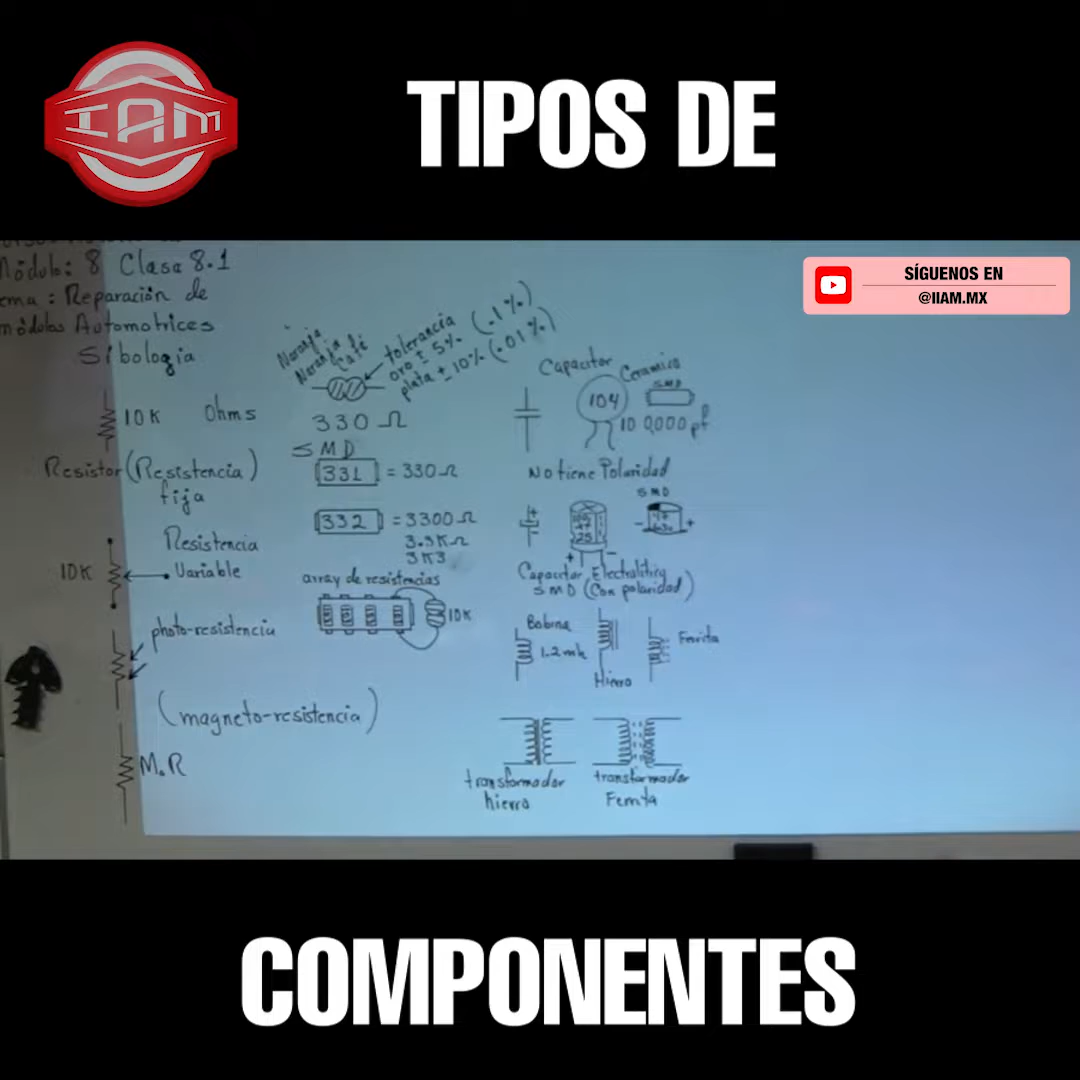 IAM
TIPOS DE
SÍGUENOS EN
@IIAM.MX
Módulo: 8 Clase 8.1
ema: Reparación de
módulos Automotrices
Sibología
10K Ohms
Resistor (Resistencia)
fija
Resistencia
10K Variable
photo-resistencia
(magneto-resistencia)
M.R
Naranja
Naranja
Café
tolerancia
oro ± 5% (.1%)
plata ± 10% (.01%)
330 Ω
SMD
331 = 330 Ω
332 = 3300 Ω
3.3K Ω
3K3
array de resistencias
10K
Capacitor Ceramico
SMD
104
100,000 pf
No tiene Polaridad
SMD
+
25
- +
+ -
Capacitor Electrolitico
SMD (Con polaridad)
Bobina
1.2mh
Hierro
Ferrita
transformador
hierro
transformador
Ferrita
COMPONENTES